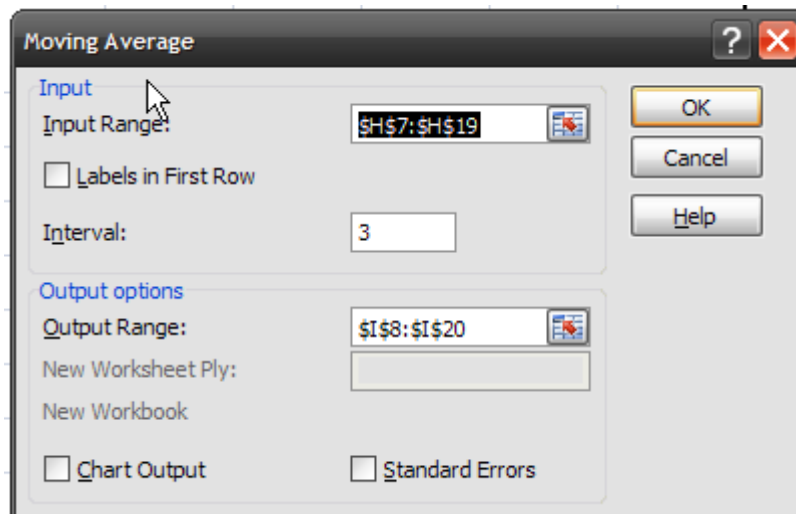 Moving Average
Input
Input Range: $H$7:$H$19
Labels in First Row
Interval: 3
OK
Cancel
Help
Output options
Output Range: $I$8:$I$20
New Worksheet Ply:
New Workbook
Chart Output Standard Errors